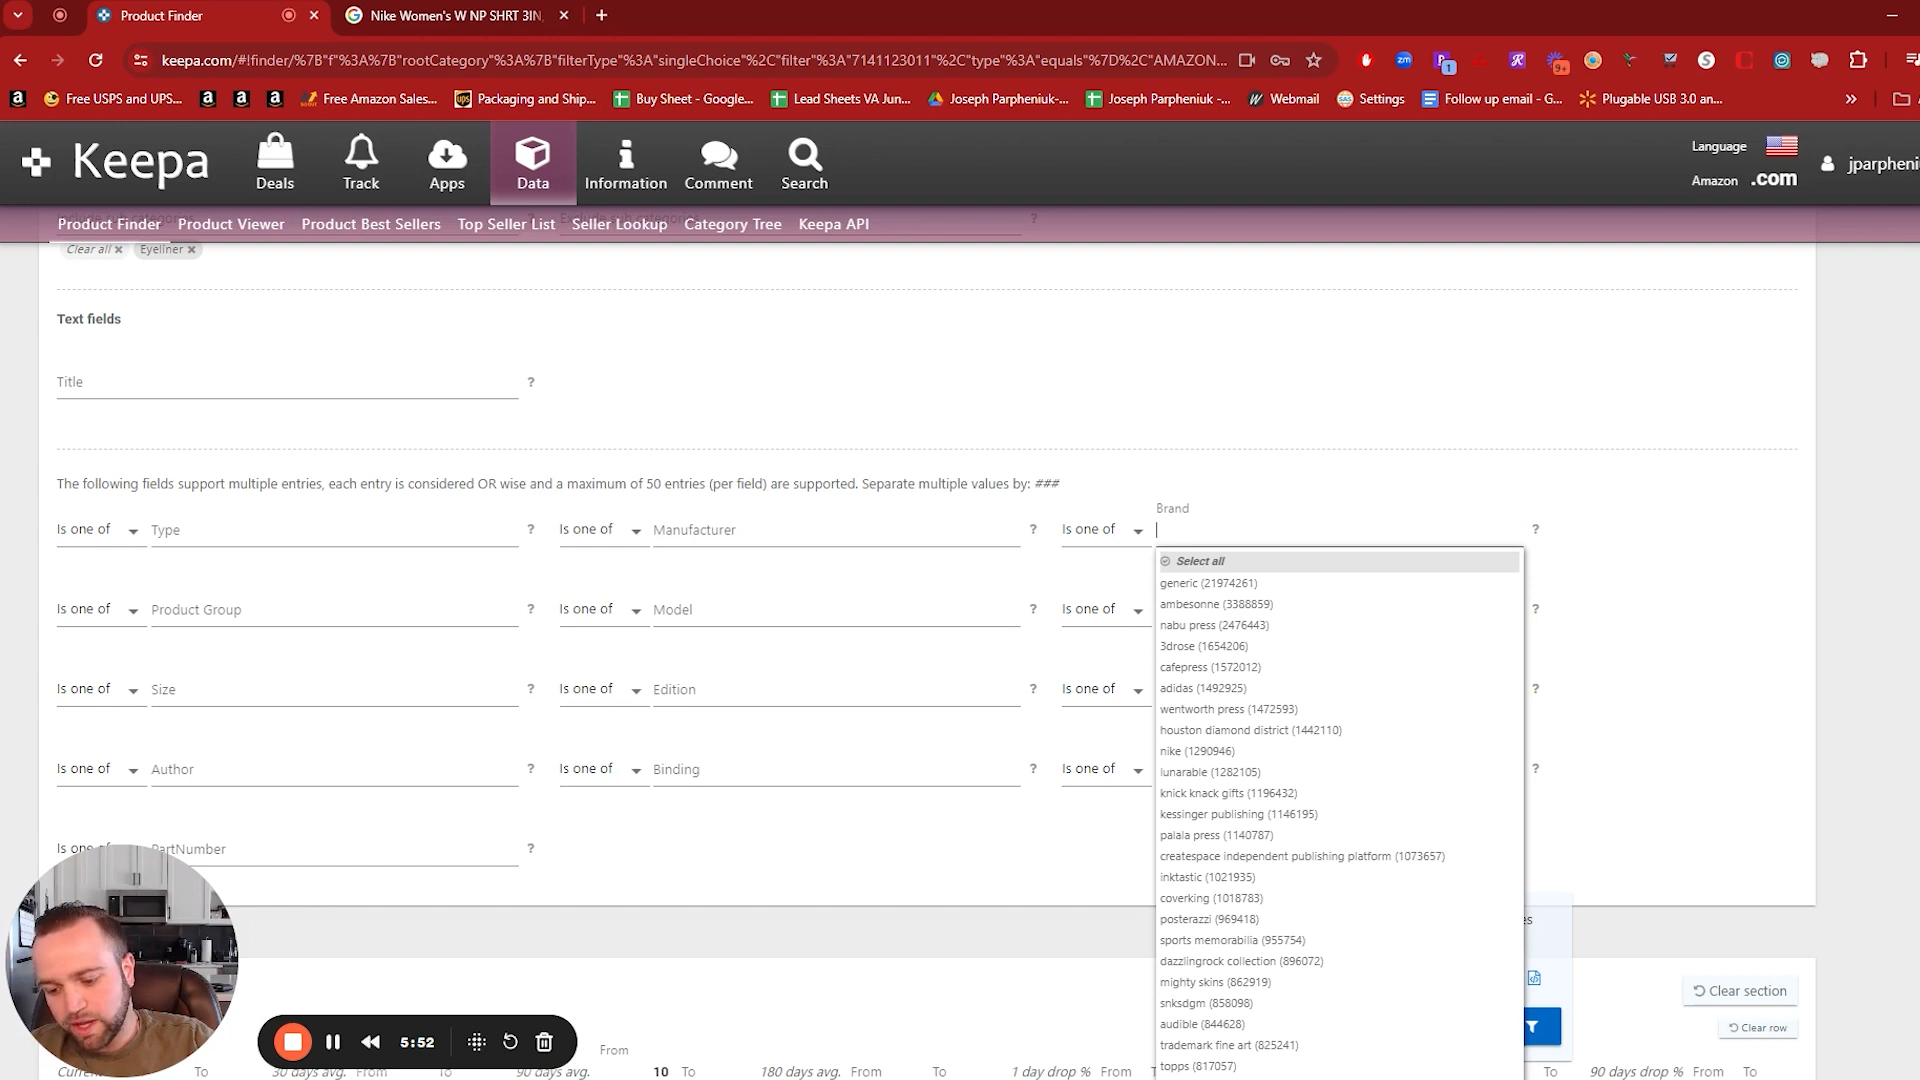 Product Finder
Nike Women's W NP SHRT 3IN
keepa.com/#!finder/%7B"f"%3A%7B"rootCategory"%3A%7B"filterType"%3A"singleChoice"%2C"filter"%3A"7141123011"%2C"type"%3A"equals"%7D%2C"AMAZON...
Free USPS and UPS...
Free Amazon Sales...
Packaging and Ship...
Buy Sheet - Google...
Lead Sheets VA Jun...
Joseph Parpheniuk-...
Joseph Parpheniuk -...
Webmail
Settings
Follow up email - G...
Plugable USB 3.0 an...
Keepa
Deals
Track
Apps
Data
Information
Comment
Search
Language
Amazon .com
jparpheni
Product Finder
Product Viewer
Product Best Sellers
Top Seller List
Seller Lookup
Category Tree
Keepa API
Clear all
Eyeliner
Text fields
Title ?
The following fields support multiple entries, each entry is considered OR wise and a maximum of 50 entries (per field) are supported. Separate multiple values by: ###
Brand
Is one of Type ? Is one of Manufacturer ? Is one of ?
Is one of Product Group ? Is one of Model ? Is one of ?
Is one of Size ? Is one of Edition ? Is one of ?
Is one of Author ? Is one of Binding ? Is one of ?
PartNumber ?
Select all
generic (21974261)
ambesonne (3388859)
nabu press (2476443)
3drose (1654206)
cafepress (1572012)
adidas (1492925)
wentworth press (1472593)
houston diamond district (1442110)
nike (1290946)
lunarable (1282105)
knick knack gifts (1196432)
kessinger publishing (1146195)
palala press (1140787)
createspace independent publishing platform (1073657)
inktastic (1021935)
coverking (1018783)
posterazzi (969418)
sports memorabilia (955754)
dazzlingrock collection (896072)
mighty skins (862919)
snksdgm (858098)
audible (844628)
trademark fine art (825241)
topps (817057)
Clear section
Clear row
5:52
From
To 30 days avg. From To 90 days avg. 10 To 180 days avg. From To 1 day drop % From To 90 days drop % From To